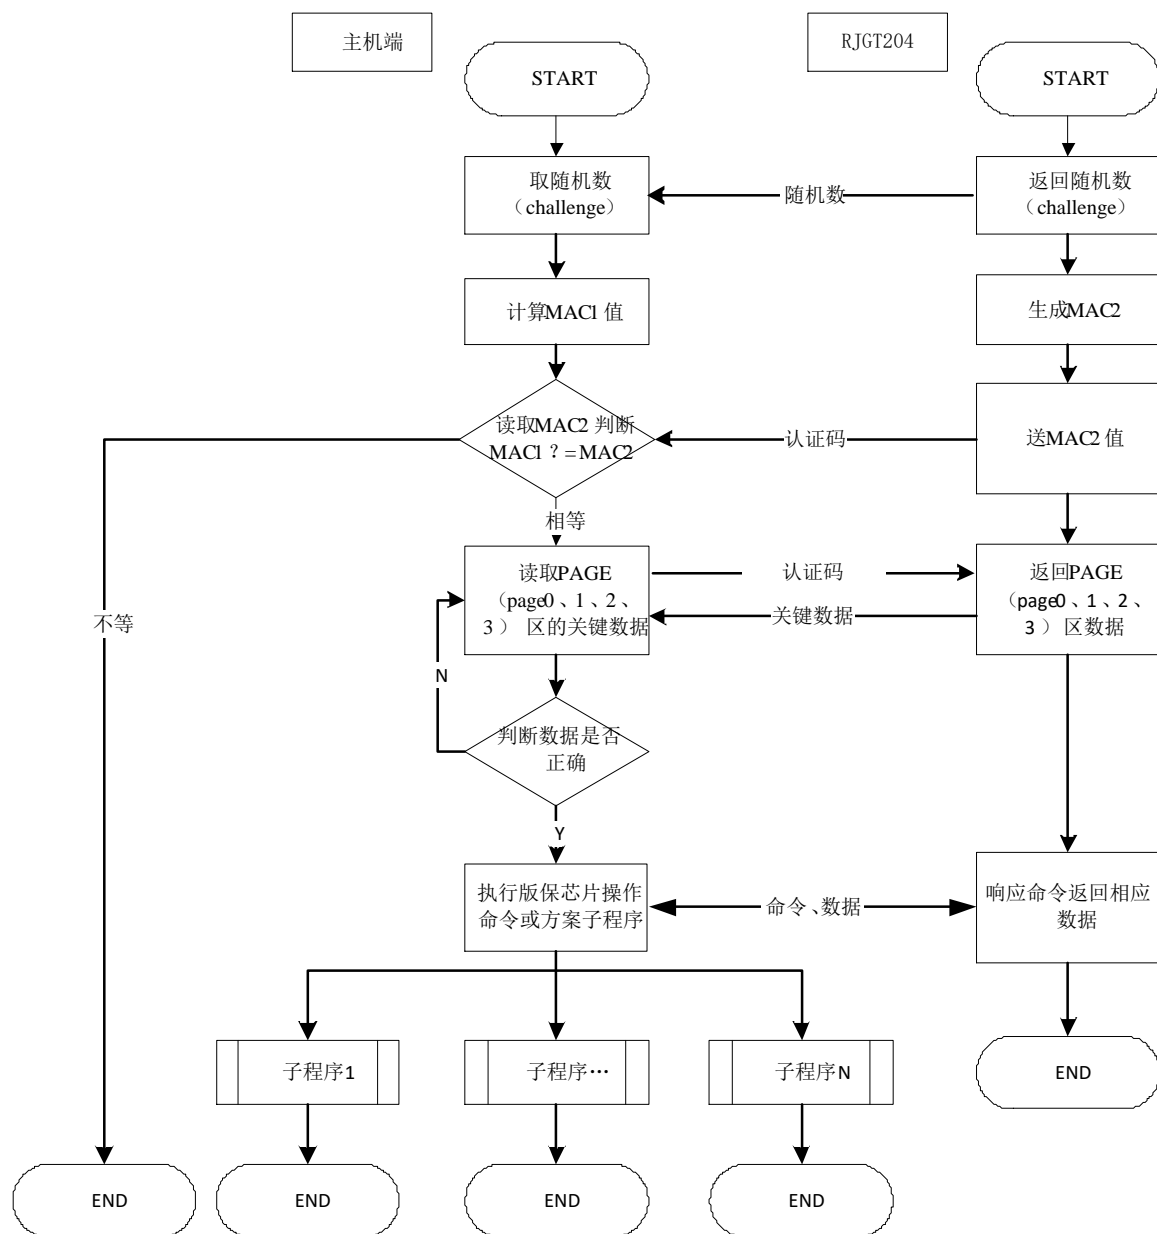 主机端
RJGT204
START
START
取随机数
（challenge）
随机数
返回随机数
（challenge）
计算MAC1 值
生成MAC2
读取MAC2 判断
MAC1 ？=MAC2
认证码
送MAC2 值
相等
不等
读取PAGE
（page0、1、2、
3） 区的关键数据
认证码
关键数据
返回PAGE
（page0、1、2、
3）区数据
N
判断数据是否
正确
Y
执行版保芯片操作
命令或方案子程序
命令、数据
响应命令返回相应
数据
子程序1
子程序…
子程序N
END
END
END
END
END